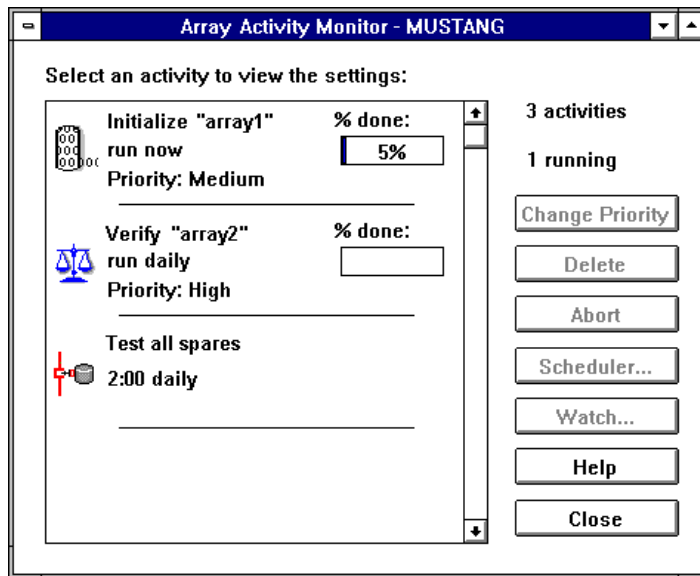 Array Activity Monitor - MUSTANG
Select an activity to view the settings:
Initialize "array1"
% done:
run now
5%
Priority: Medium
Verify "array2"
% done:
run daily
Priority: High
Test all spares
2:00 daily
3 activities
1 running
Change Priority
Delete
Abort
Scheduler...
Watch...
Help
Close